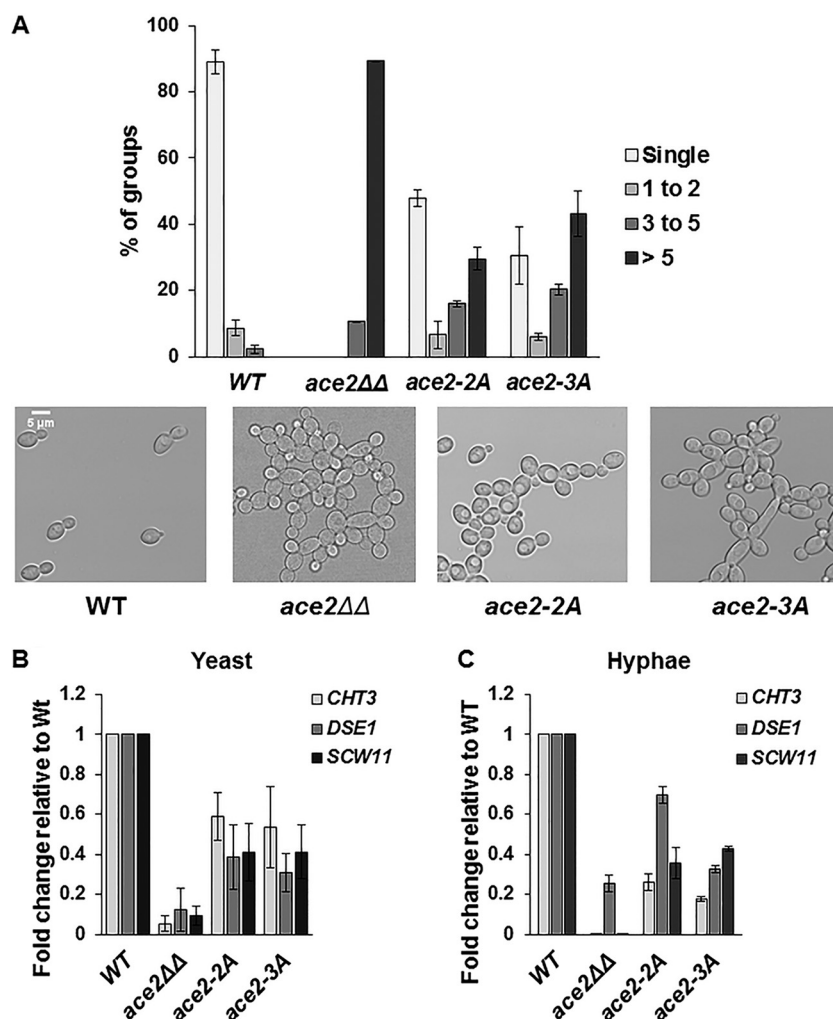 A
100
80
60
40
20
0
% of groups
Single
1 to 2
3 to 5
> 5
WT ace2ΔΔ ace2-2A ace2-3A
5 μm
WT ace2ΔΔ ace2-2A ace2-3A
B Yeast
1.2
1
0.8
0.6
0.4
0.2
0
Fold change relative to Wt
CHT3
DSE1
SCW11
WT ace2ΔΔ ace2-2A ace2-3A
C Hyphae
1.2
1
0.8
0.6
0.4
0.2
0
Fold change relative to WT
CHT3
DSE1
SCW11
WT ace2ΔΔ ace2-2A ace2-3A